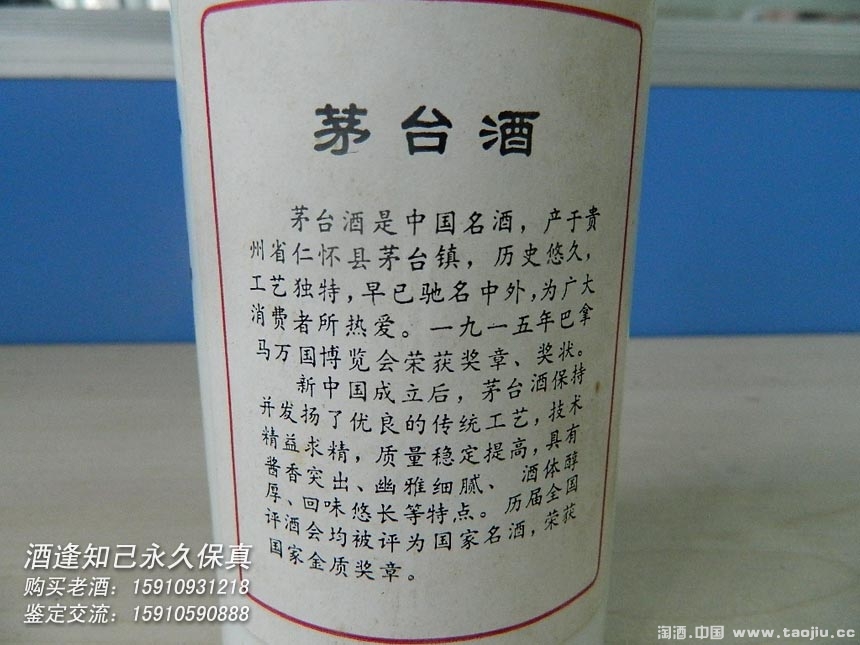 茅台酒
茅台酒是中国名酒，产于贵
州省仁怀县茅台镇，历史悠久，
工艺独特，早已驰名中外，为广大
消费者所热爱。一九一五年巴拿
马万国博览会荣获奖章、奖状。
新中国成立后，茅台酒保持
并发扬了优良的传统工艺，技术
精益求精，质量稳定提高，具有
酱香突出、幽雅细腻、酒体醇
厚、回味悠长等特点。历届全国
评酒会均被评为国家名酒，荣获
国家金质奖章。
酒逢知己永久保真
购买老酒：15910931218
鉴定交流：15910590888
淘酒.中国 www.taojiu.cc